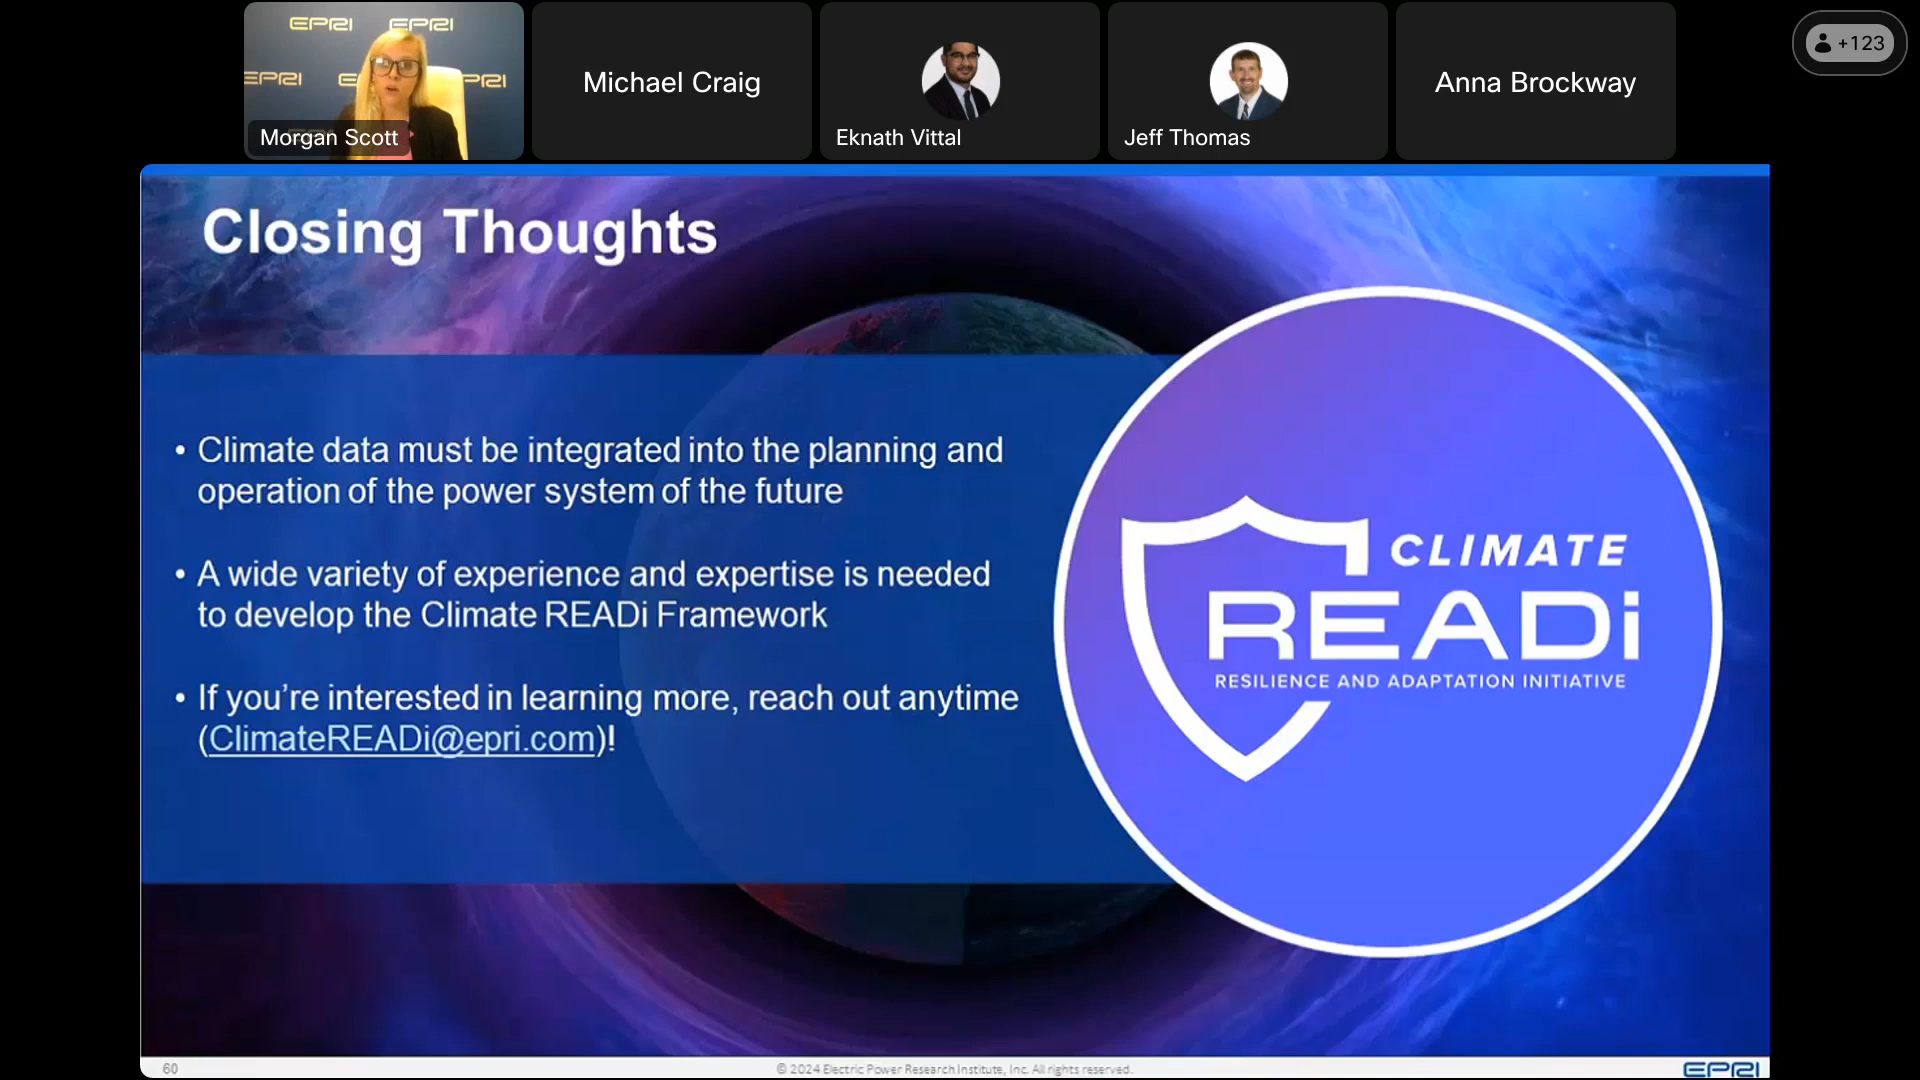 EPRI EPRI
EPRI E PRI
Morgan Scott
Michael Craig
Eknath Vittal
Jeff Thomas
Anna Brockway
+123
Closing Thoughts
• Climate data must be integrated into the planning and
operation of the power system of the future
• A wide variety of experience and expertise is needed
to develop the Climate READi Framework
• If you’re interested in learning more, reach out anytime
(ClimateREADi@epri.com)!
CLIMATE
READi
RESILIENCE AND ADAPTATION INITIATIVE
60
© 2024 Electric Power Research Institute, Inc. All rights reserved.
EPRI